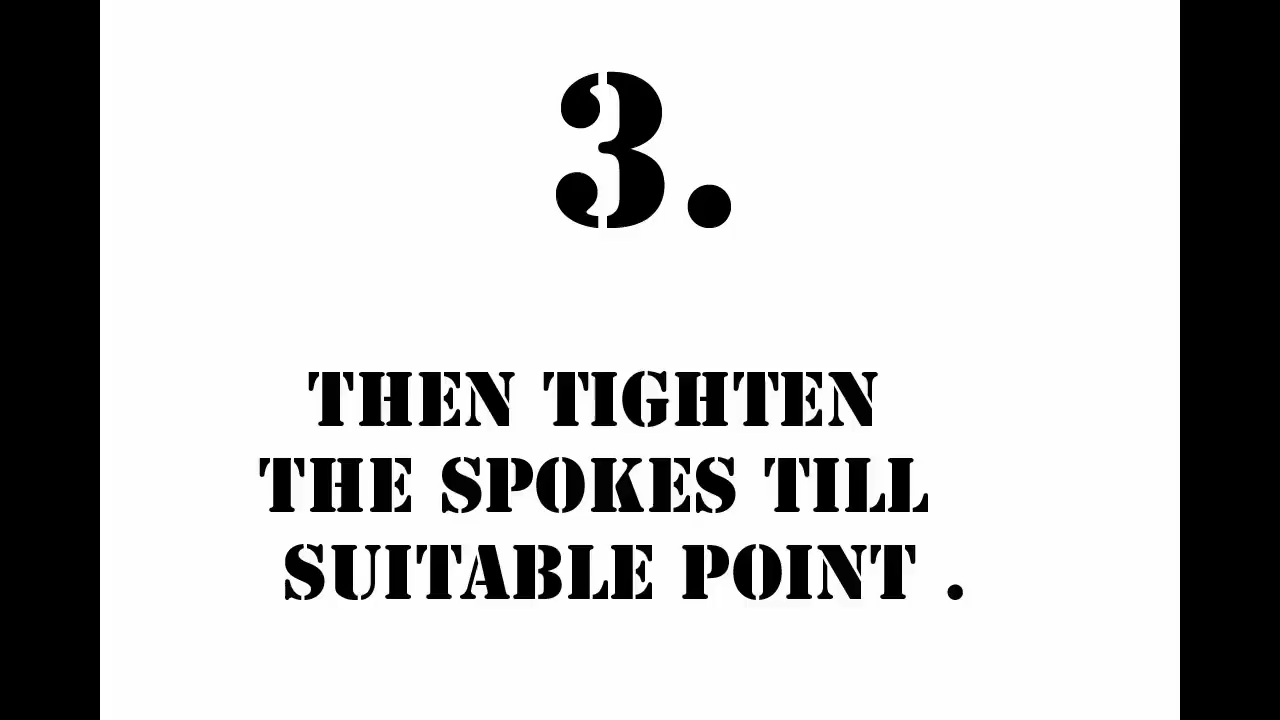 3.
THEN TIGHTEN
THE SPOKES TILL
SUITABLE POINT .